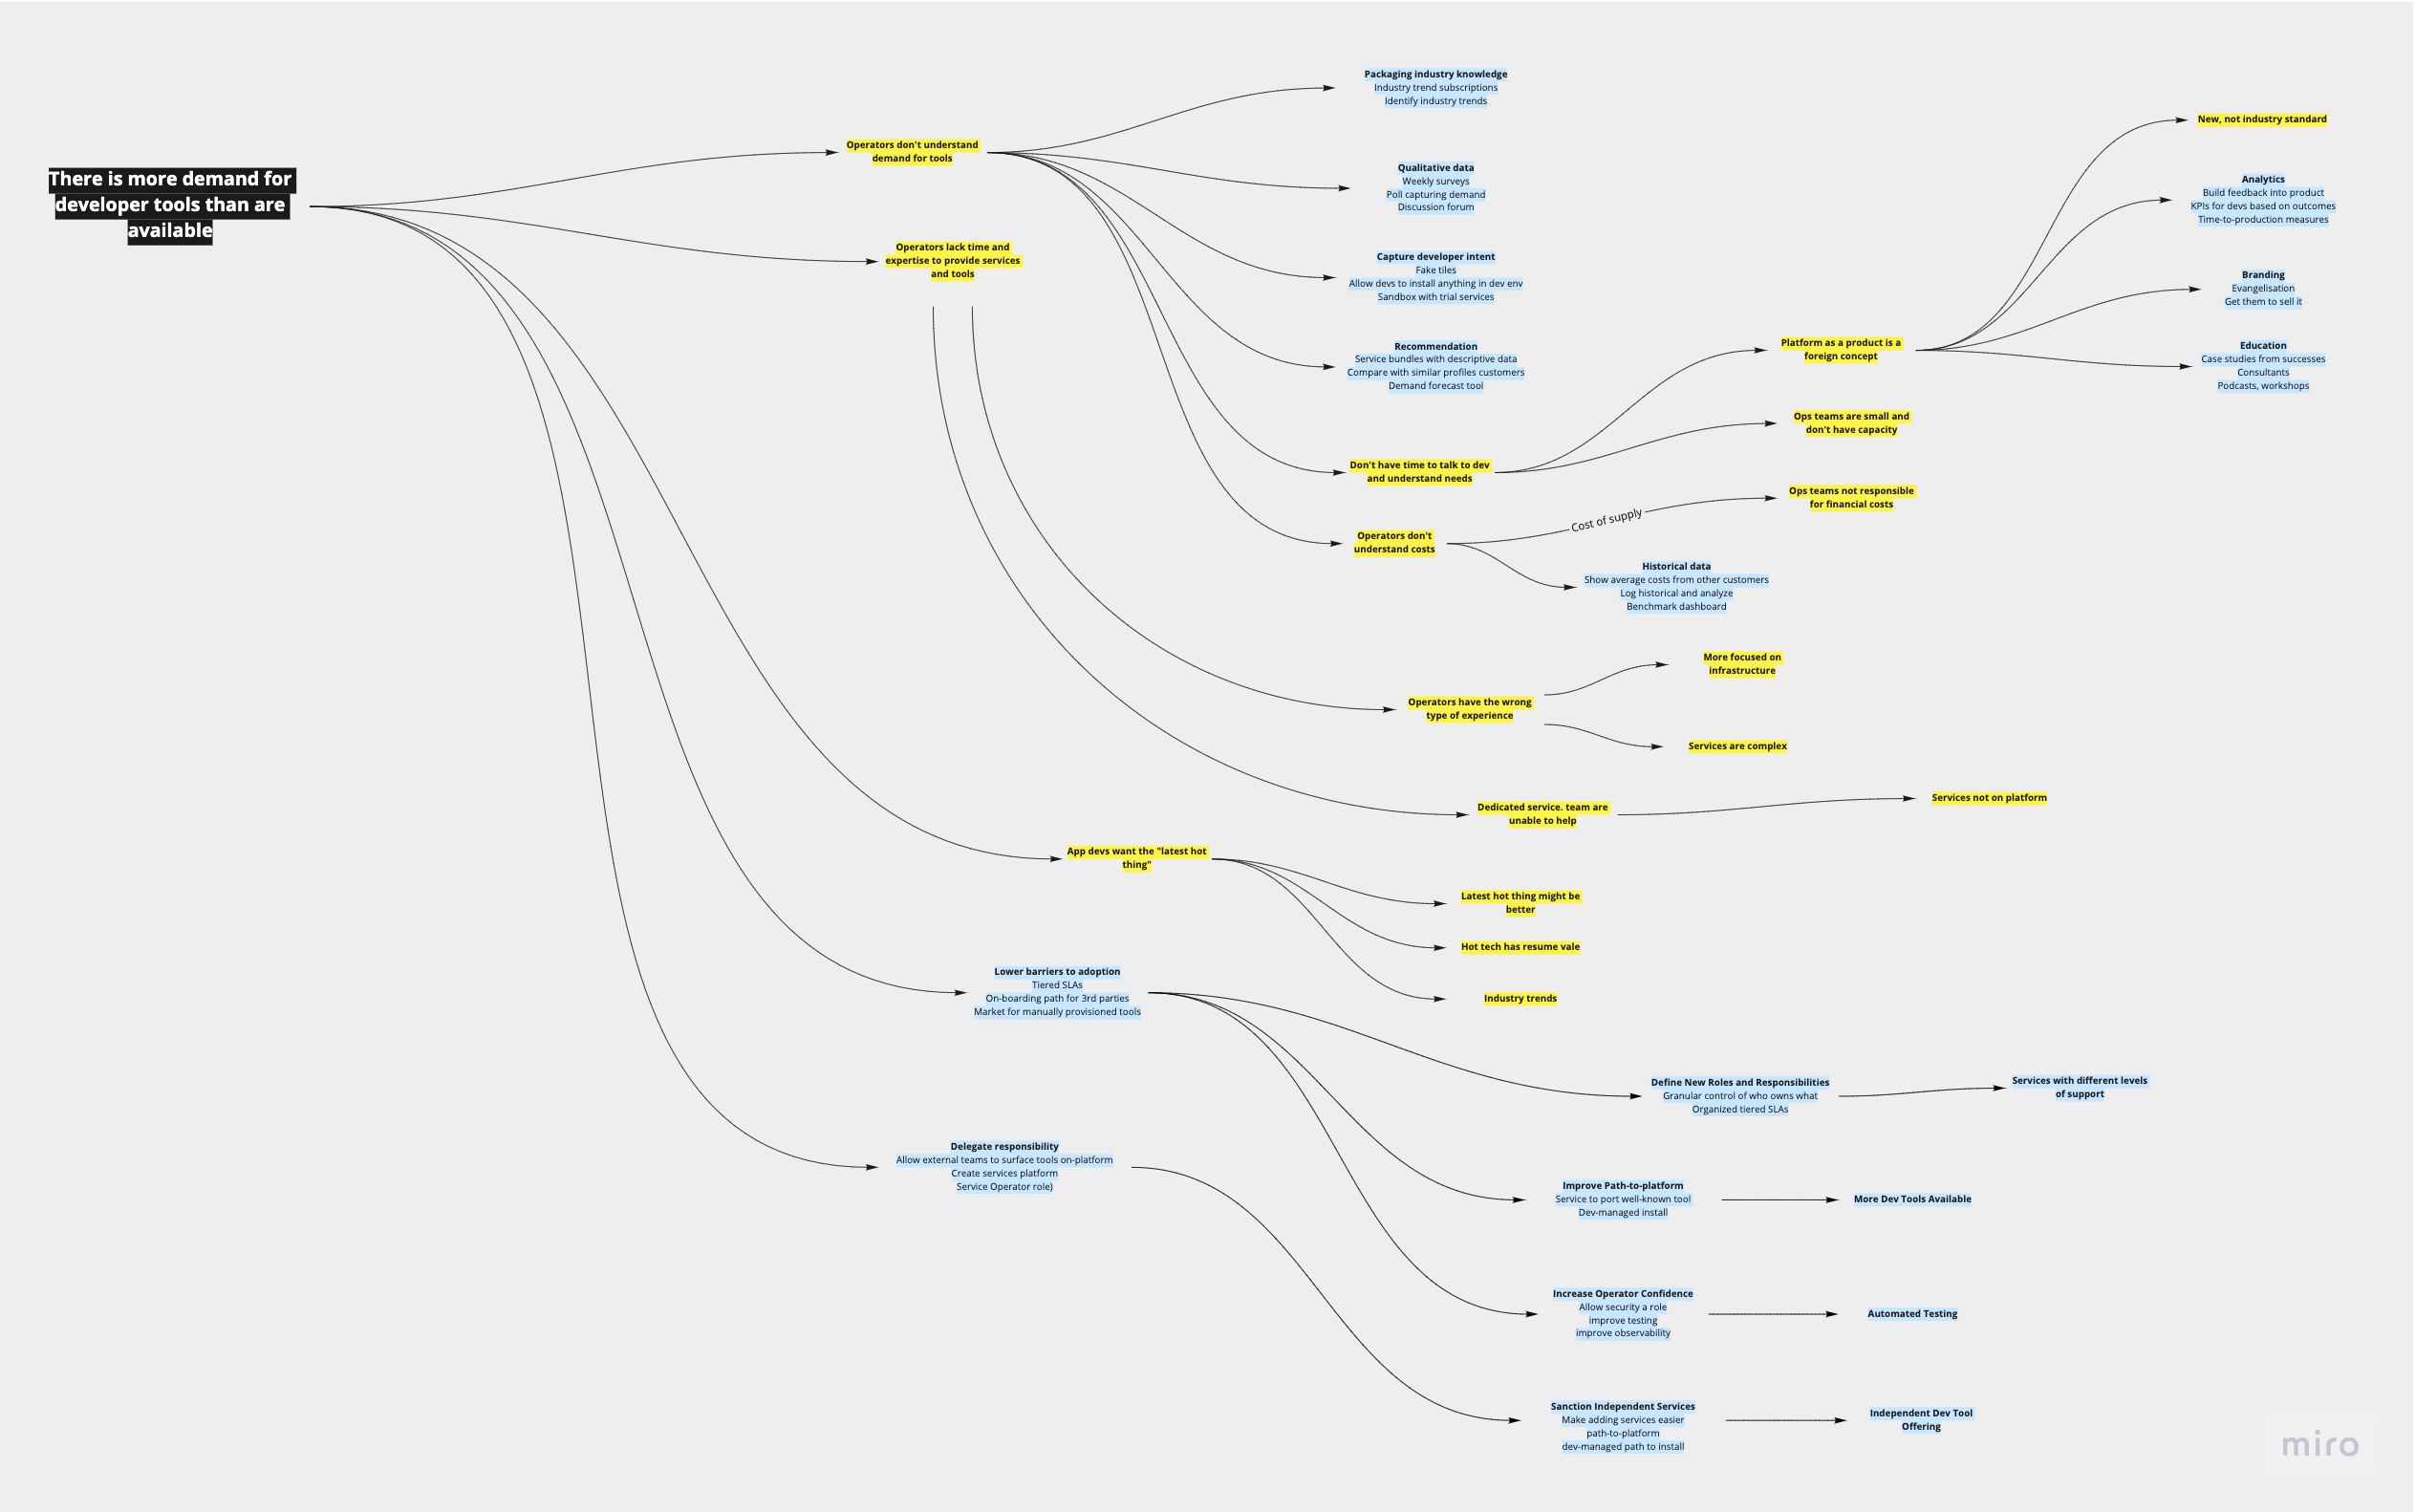 There is more demand for
developer tools than are
available
Operators don't understand
demand for tools
Operators lack time and
expertise to provide services
and tools
Packaging industry knowledge
Industry trend subscriptions
Identify industry trends
Qualitative data
Weekly surveys
Poll capturing demand
Discussion forum
Capture developer intent
Fake tiles
Allow devs to install anything in dev env
Sandbox with trial services
Recommendation
Service bundles with descriptive data
Compare with similar profiles customers
Demand forecast tool
Don't have time to talk to dev
and understand needs
Operators don't
understand costs
Platform as a product is a
foreign concept
Ops teams are small and
don't have capacity
Cost of supply
Ops teams not responsible
for financial costs
Historical data
Show average costs from other customers
Log historical and analyze
Benchmark dashboard
New, not industry standard
Analytics
Build feedback into product
KPIs for devs based on outcomes
Time-to-production measures
Branding
Evangelisation
Get them to sell it
Education
Case studies from successes
Consultants
Podcasts, workshops
Operators have the wrong
type of experience
More focused on
infrastructure
Services are complex
Dedicated service. team are
unable to help
Services not on platform
App devs want the "latest hot
thing"
Latest hot thing might be
better
Hot tech has resume vale
Industry trends
Lower barriers to adoption
Tiered SLAs
On-boarding path for 3rd parties
Market for manually provisioned tools
Define New Roles and Responsibilities
Granular control of who owns what
Organized tiered SLAs
Services with different levels
of support
Delegate responsibility
Allow external teams to surface tools on-platform
Create services platform
Service Operator role)
Improve Path-to-platform
Service to port well-known tool
Dev-managed install
More Dev Tools Available
Increase Operator Confidence
Allow security a role
improve testing
improve observability
Automated Testing
Sanction Independent Services
Make adding services easier
path-to-platform
dev-managed path to install
Independent Dev Tool
Offering
miro